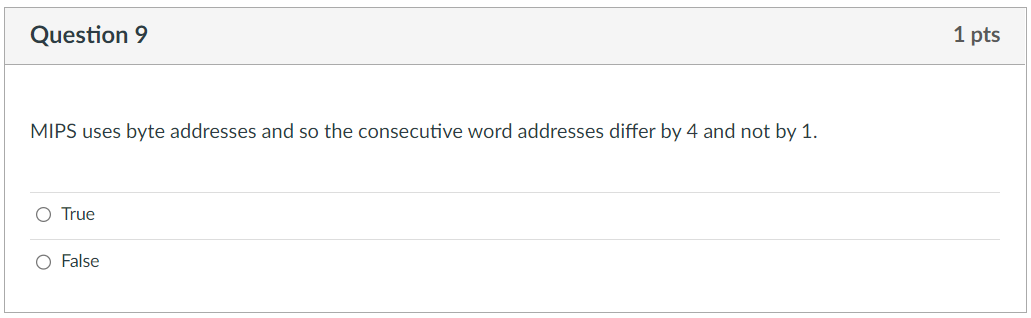 Question 9
1 pts
MIPS uses byte addresses and so the consecutive word addresses differ by 4 and not by 1.
True
False